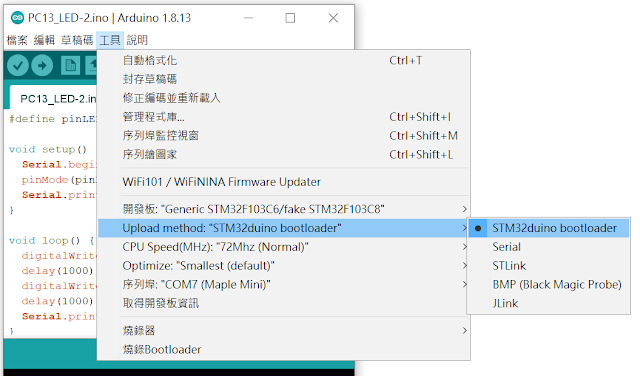 PC13_LED-2.ino | Arduino 1.8.13
檔案 編輯 草稿碼 工具 說明
PC13_LED-2.in
#define pinLE
void setup()
Serial.begi
pinMode(pin
Serial.prin
}
void loop() {
digitalWrite
delay(1000)
digitalWrite
delay(1000)
Serial.prin
}
自動格式化 Ctrl+T
封存草稿碼
修正編碼並重新載入
管理程式庫... Ctrl+Shift+I
序列埠監控視窗 Ctrl+Shift+M
序列繪圖家 Ctrl+Shift+L
WiFi101 / WiFiNINA Firmware Updater
開發板: "Generic STM32F103C6/fake STM32F103C8"
Upload method: "STM32duino bootloader"
CPU Speed(MHz): "72Mhz (Normal)"
Optimize: "Smallest (default)"
序列埠: "COM7 (Maple Mini)"
取得開發板資訊
燒錄器
燒錄Bootloader
STM32duino bootloader
Serial
STLink
BMP (Black Magic Probe)
JLink